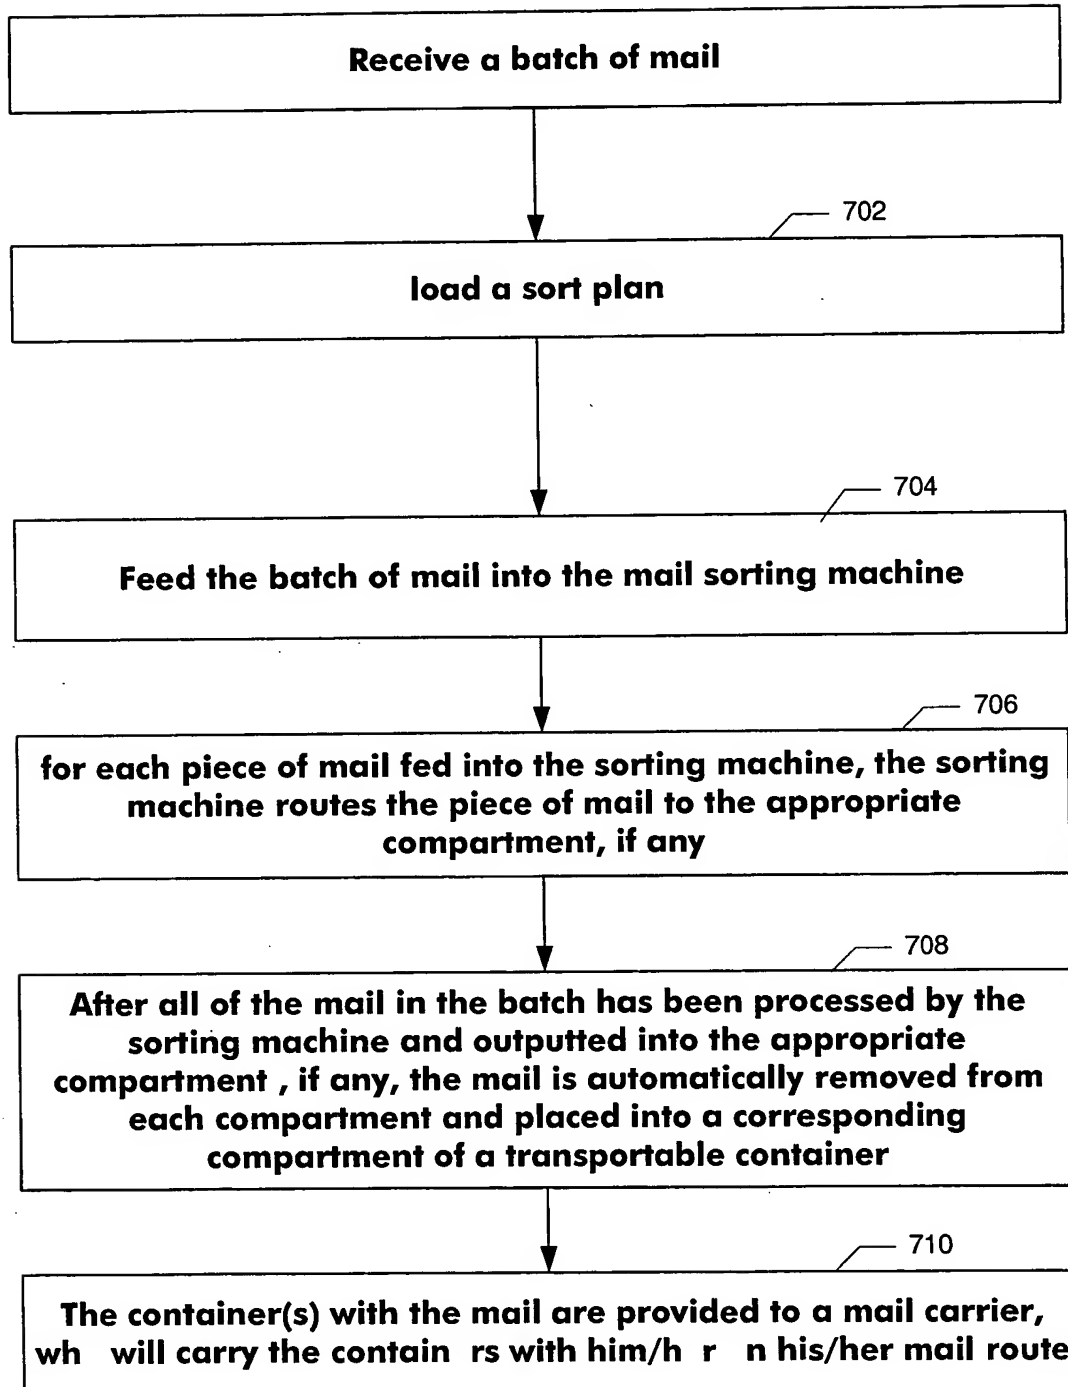 Receive a batch of mail
702
load a sort plan
704
Feed the batch of mail into the mail sorting machine
706
for each piece of mail fed into the sorting machine, the sorting
machine routes the piece of mail to the appropriate
compartment, if any
708
After all of the mail in the batch has been processed by the
sorting machine and outputted into the appropriate
compartment , if any, the mail is automatically removed from
each compartment and placed into a corresponding
compartment of a transportable container
710
The container(s) with the mail are provided to a mail carrier,
wh will carry the contain rs with him/h r n his/her mail route